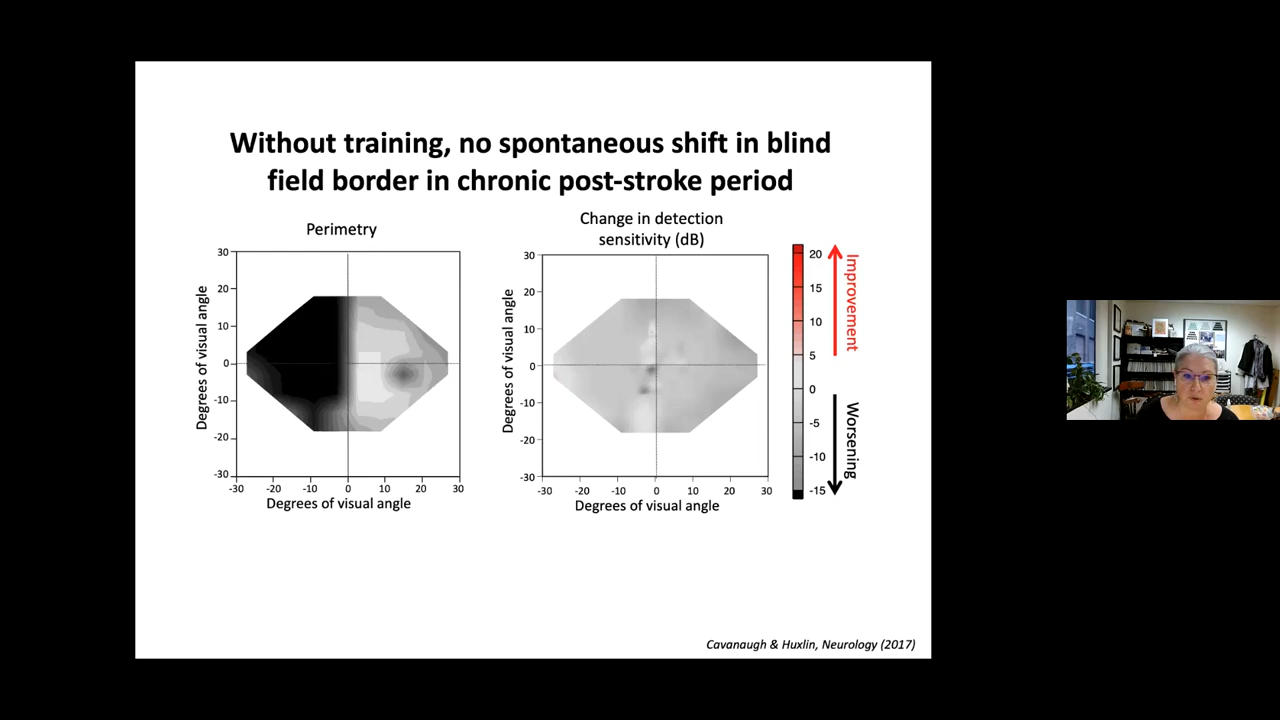 Without training, no spontaneous shift in blind
field border in chronic post-stroke period
Perimetry
30
20
10
0
-10
-20
-30
Degrees of visual angle
-30 -20 -10 0 10 20 30
Degrees of visual angle
Change in detection
sensitivity (dB)
30
20
10
0
-10
-20
-30
Degrees of visual angle
-30 -20 -10 0 10 20 30
Degrees of visual angle
20
15
10
5
0
-5
-10
-15
Improvement
Worsening
Cavanaugh & Huxlin, Neurology (2017)